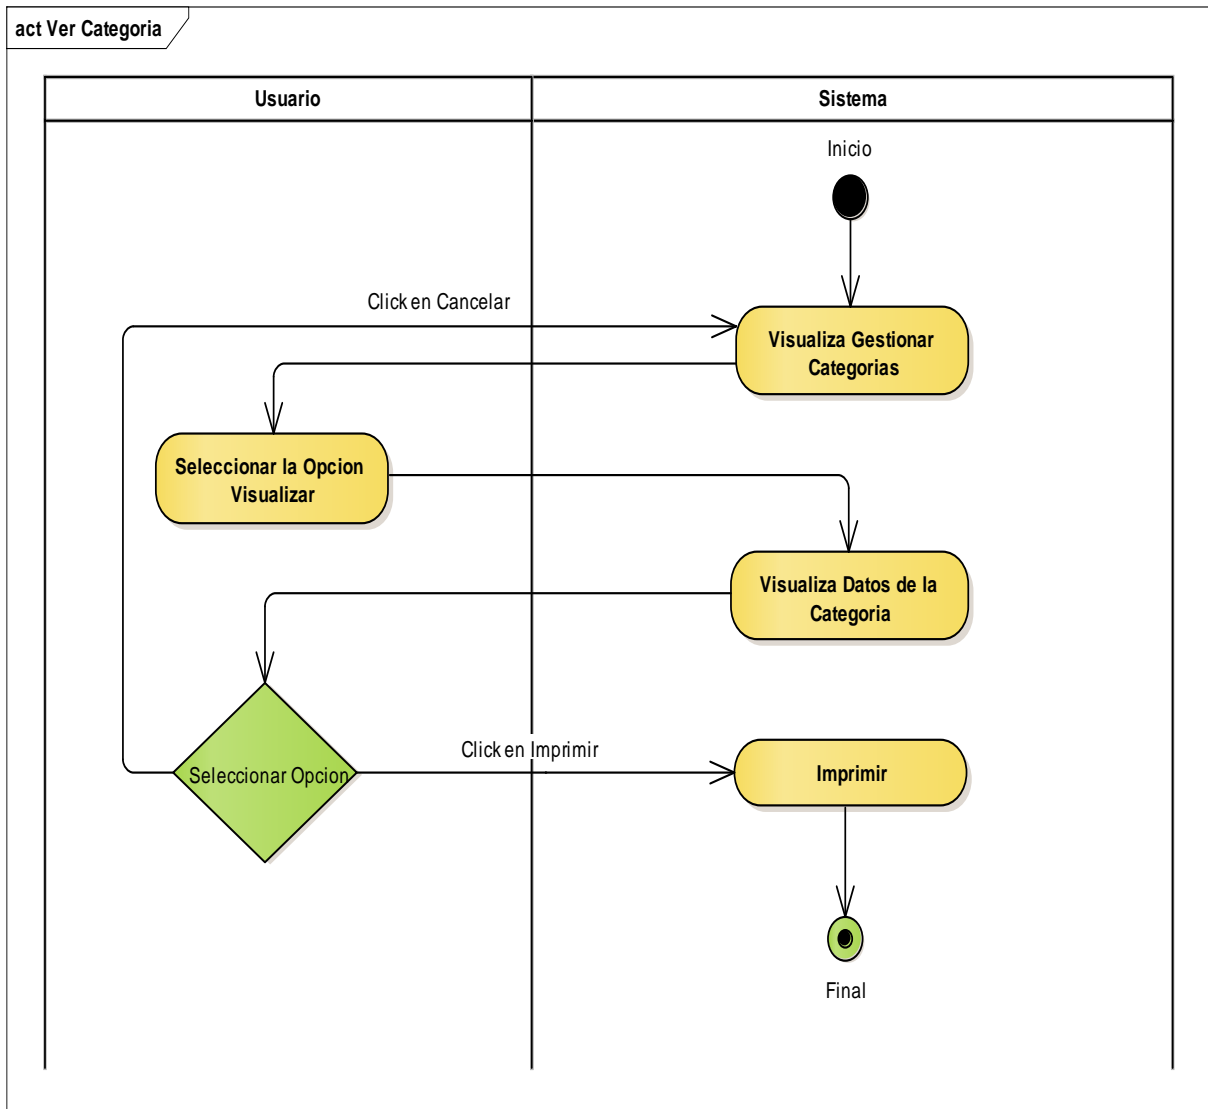 act Ver Categoria
Usuario
Sistema
Inicio
Click en Cancelar
Visualiza Gestionar
Categorias
Seleccionar la Opcion
Visualizar
Visualiza Datos de la
Categoria
Click en Imprimir
Seleccionar Opcion
Imprimir
Final